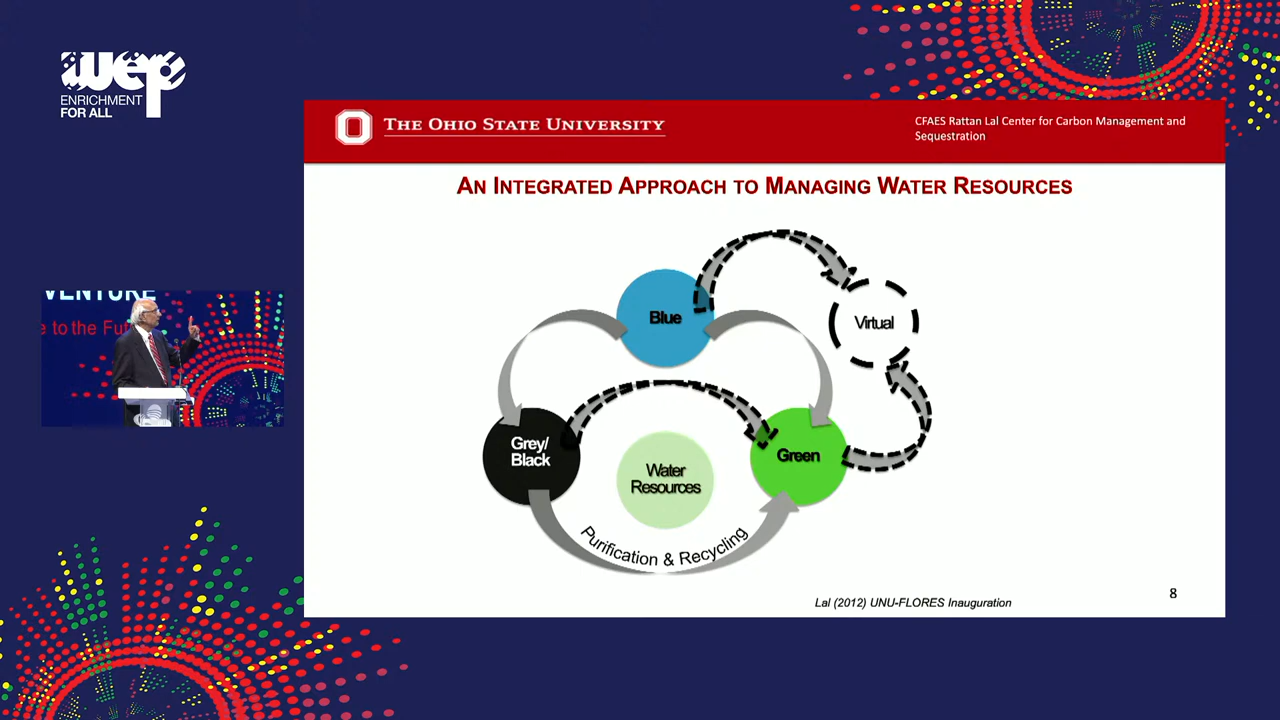 wep
ENRICHMENT
FOR ALL
THE OHIO STATE UNIVERSITY
CFAES Rattan Lal Center for Carbon Management and
Sequestration
AN INTEGRATED APPROACH TO MANAGING WATER RESOURCES
Blue
Virtual
Grey/
Black
Water
Resources
Green
Purification & Recycling
Lal (2012) UNU-FLORES Inauguration
8
VENTURE
e to the Fu